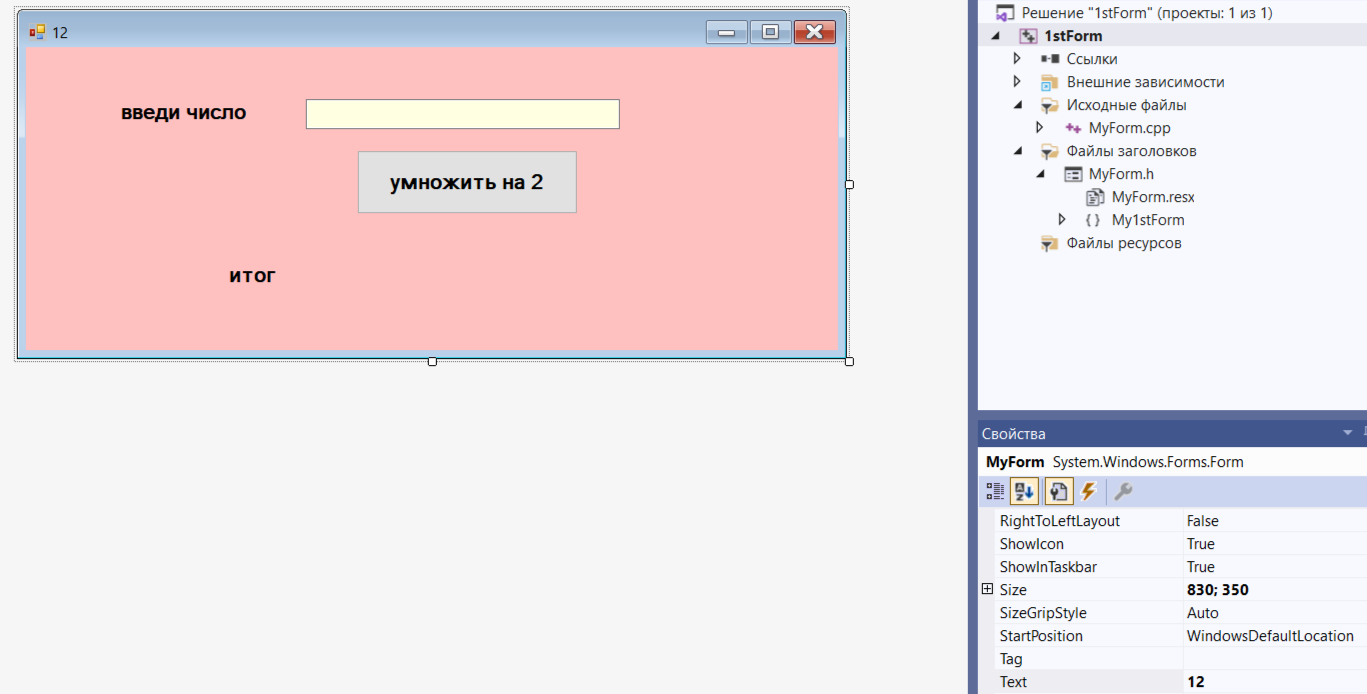 12
введи число
умножить на 2
итог
Решение "1stForm" (проекты: 1 из 1)
1stForm
Ссылки
Внешние зависимости
Исходные файлы
MyForm.cpp
Файлы заголовков
MyForm.h
MyForm.resx
My1stForm
Файлы ресурсов
Свойства
MyForm System.Windows.Forms.Form
RightToLeftLayout False
ShowIcon True
ShowInTaskbar True
Size 830; 350
SizeGripStyle Auto
StartPosition WindowsDefaultLocation
Tag
Text 12